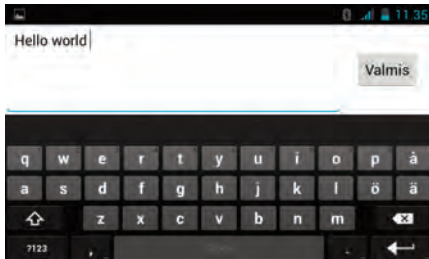 11.35
Hello world
Valmis
q w e r t y u i o p å
a s d f g h j k l ö ä
z x c v b n m
?123 , .